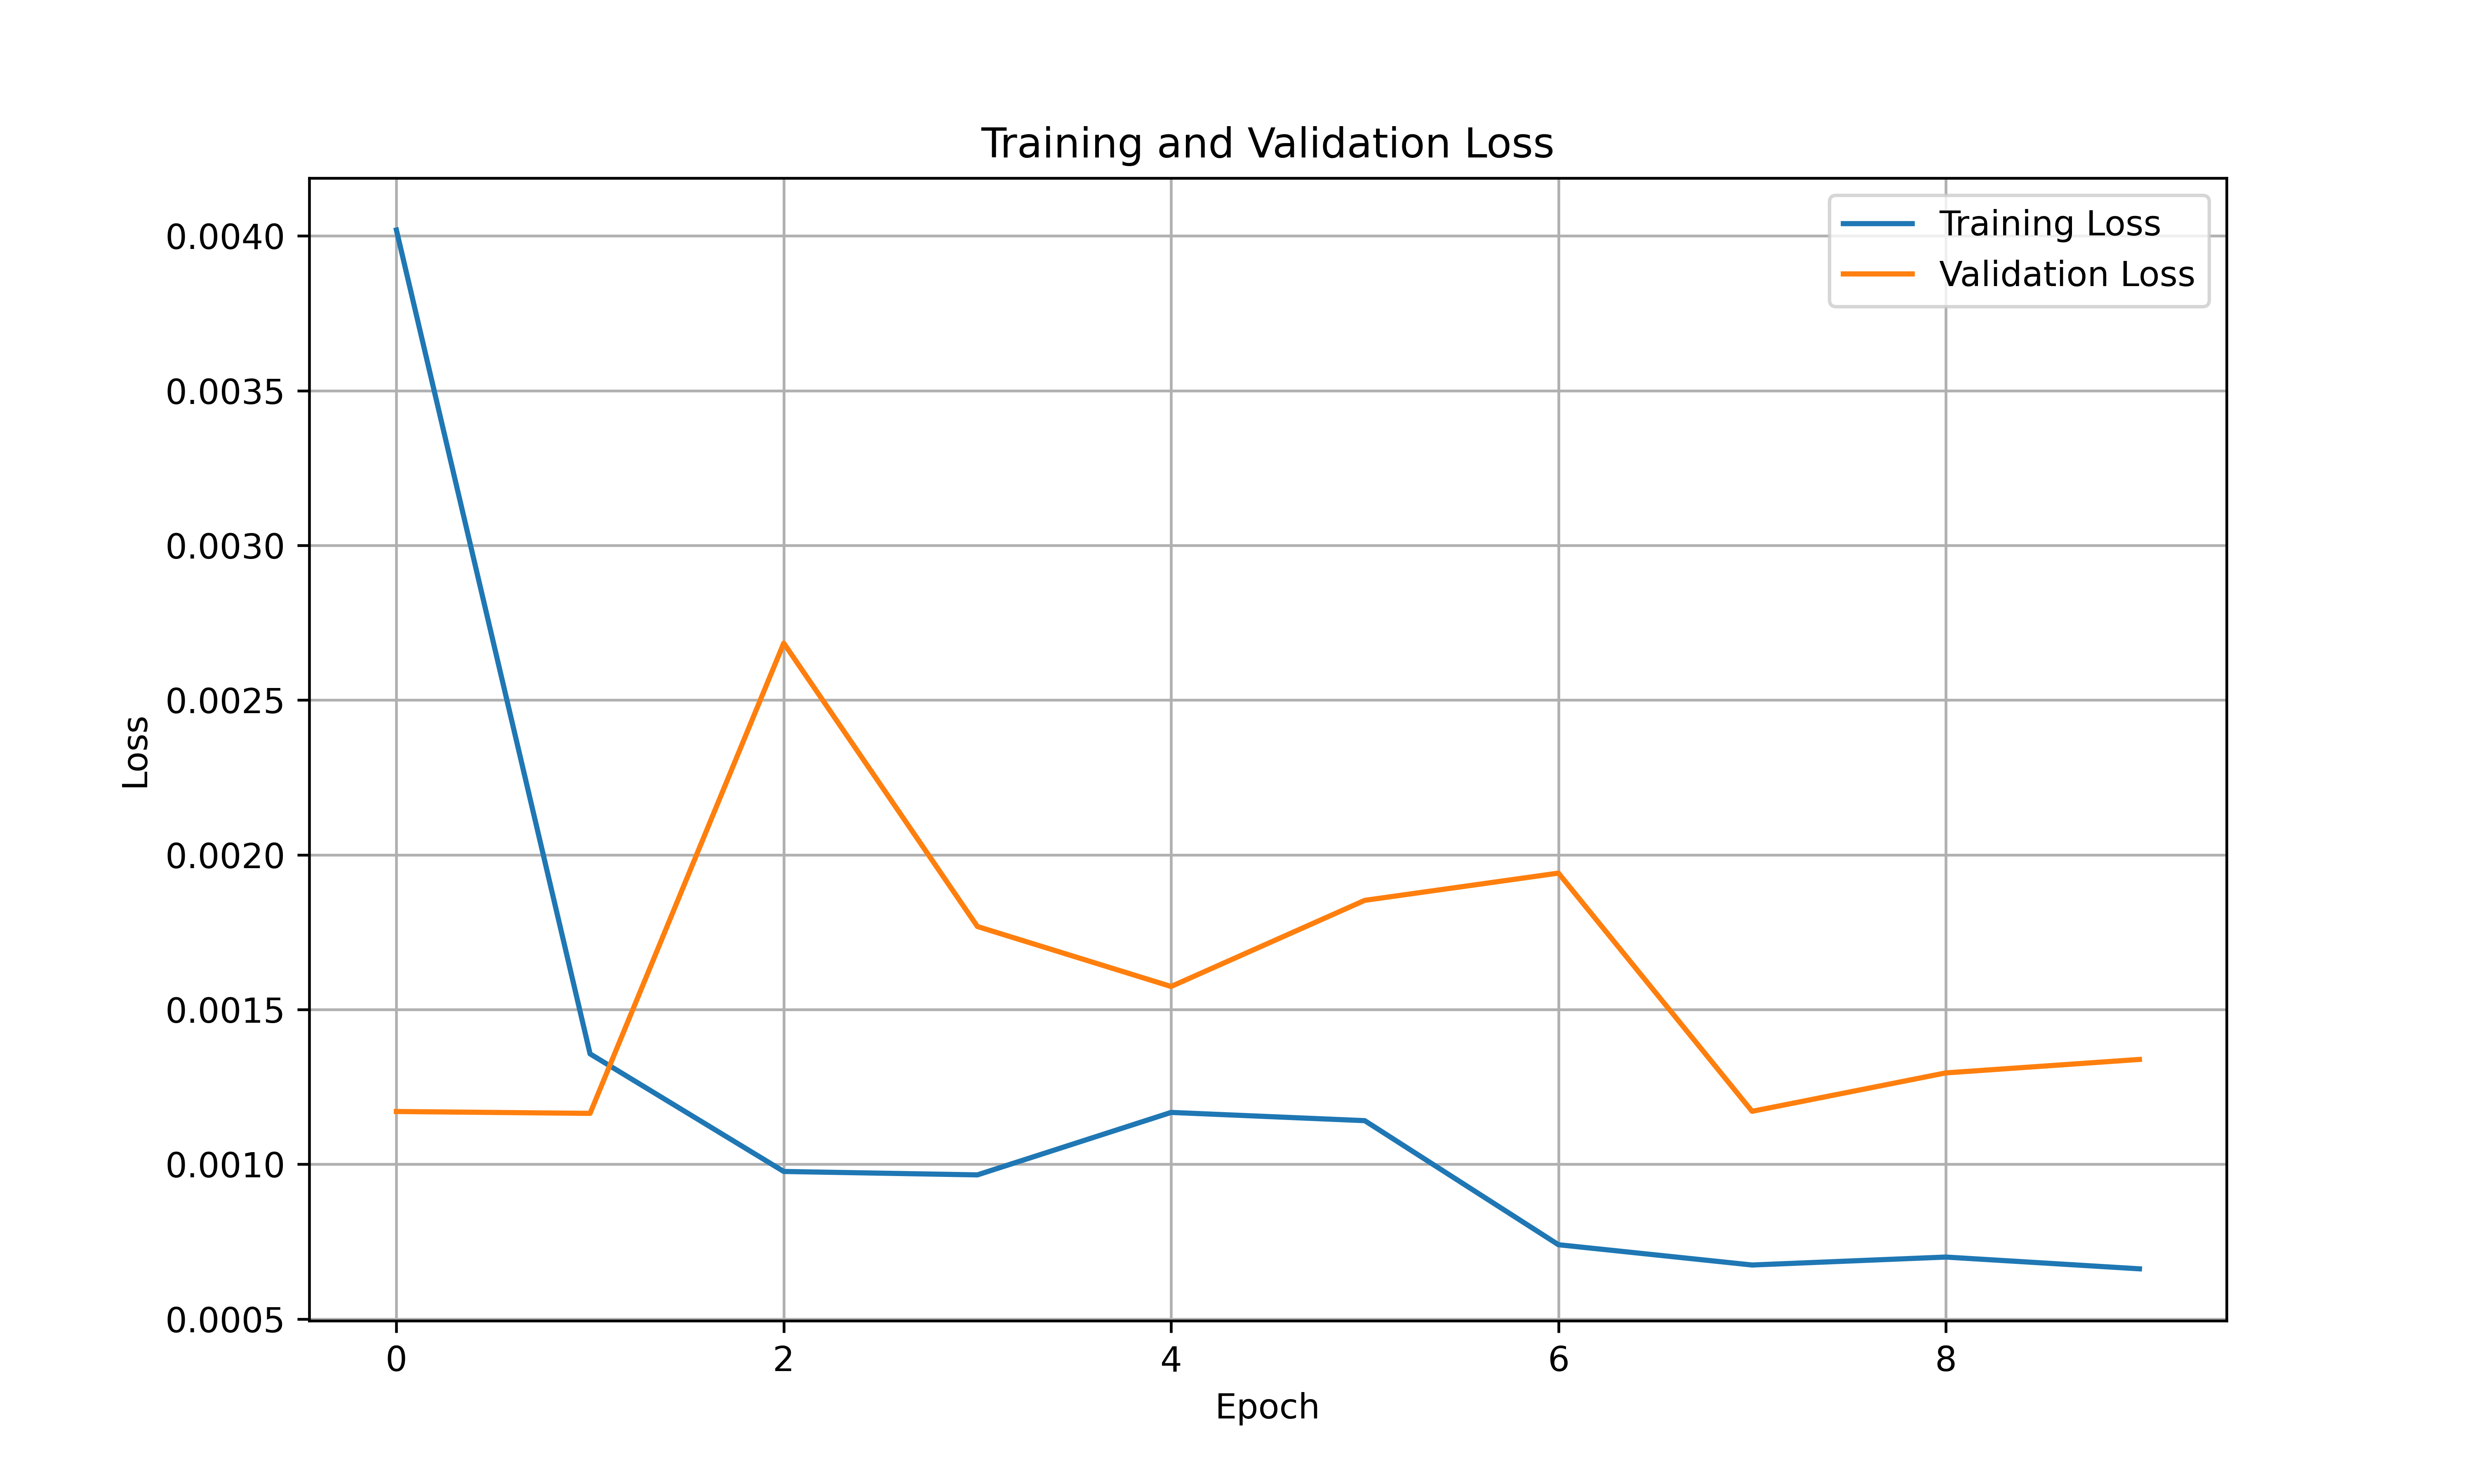 Training and Validation Loss
Training Loss
Validation Loss
0.0040
0.0035
0.0030
0.0025
0.0020
0.0015
0.0010
0.0005
Loss
0 2 4 6 8
Epoch